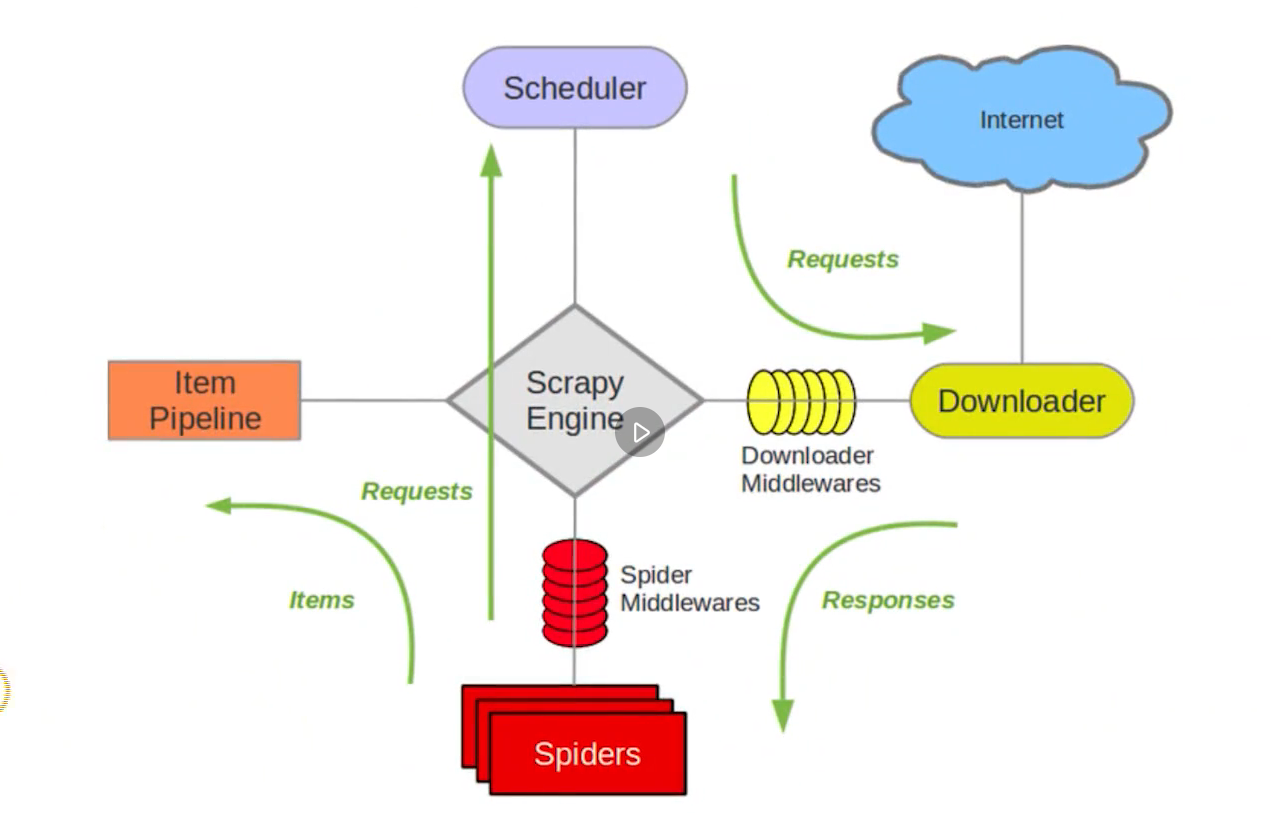 Scheduler
Internet
Requests
Item
Pipeline
Scrapy
Engine
Downloader
Downloader
Middlewares
Requests
Items
Spider
Middlewares
Responses
Spiders